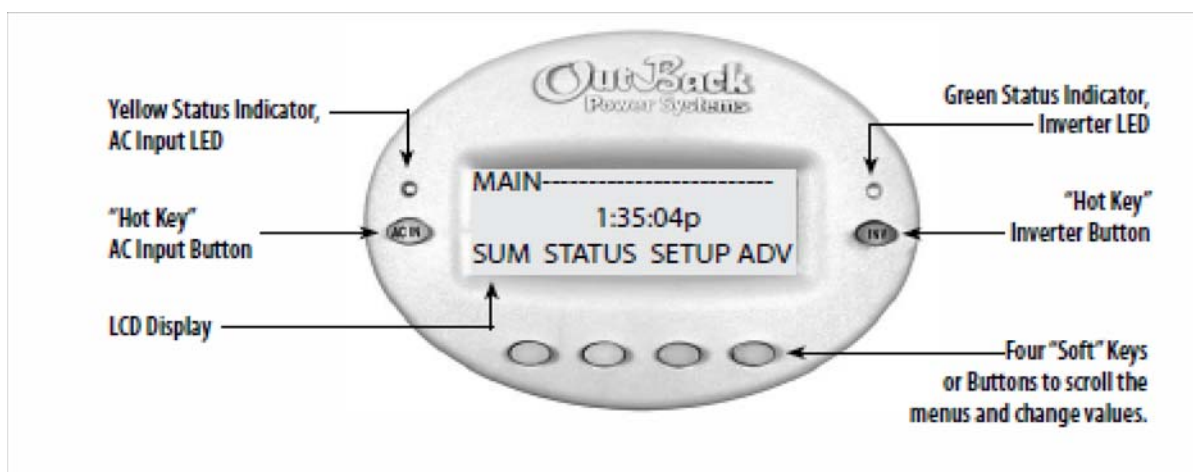 OutBack
Power Systems
Yellow Status Indicator,
AC Input LED
Green Status Indicator,
Inverter LED
MAIN-------------------------
1:35:04p
SUM STATUS SETUP ADV
"Hot Key"
AC Input Button
AC IN
"Hot Key"
Inverter Button
INV
LCD Display
Four "Soft" Keys
or Buttons to scroll the
menus and change values.